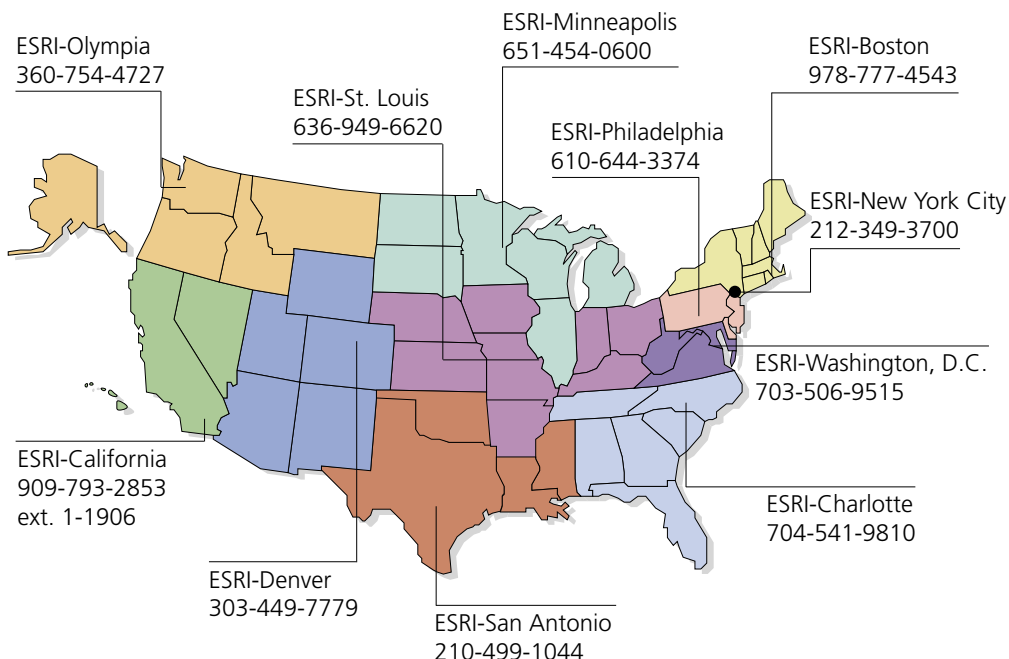 ESRI-Minneapolis
651-454-0600
ESRI-Olympia
360-754-4727
ESRI-Boston
978-777-4543
ESRI-St. Louis
636-949-6620
ESRI-Philadelphia
610-644-3374
ESRI-New York City
212-349-3700
ESRI-Washington, D.C.
703-506-9515
ESRI-California
909-793-2853
ext. 1-1906
ESRI-Charlotte
704-541-9810
ESRI-Denver
303-449-7779
ESRI-San Antonio
210-499-1044